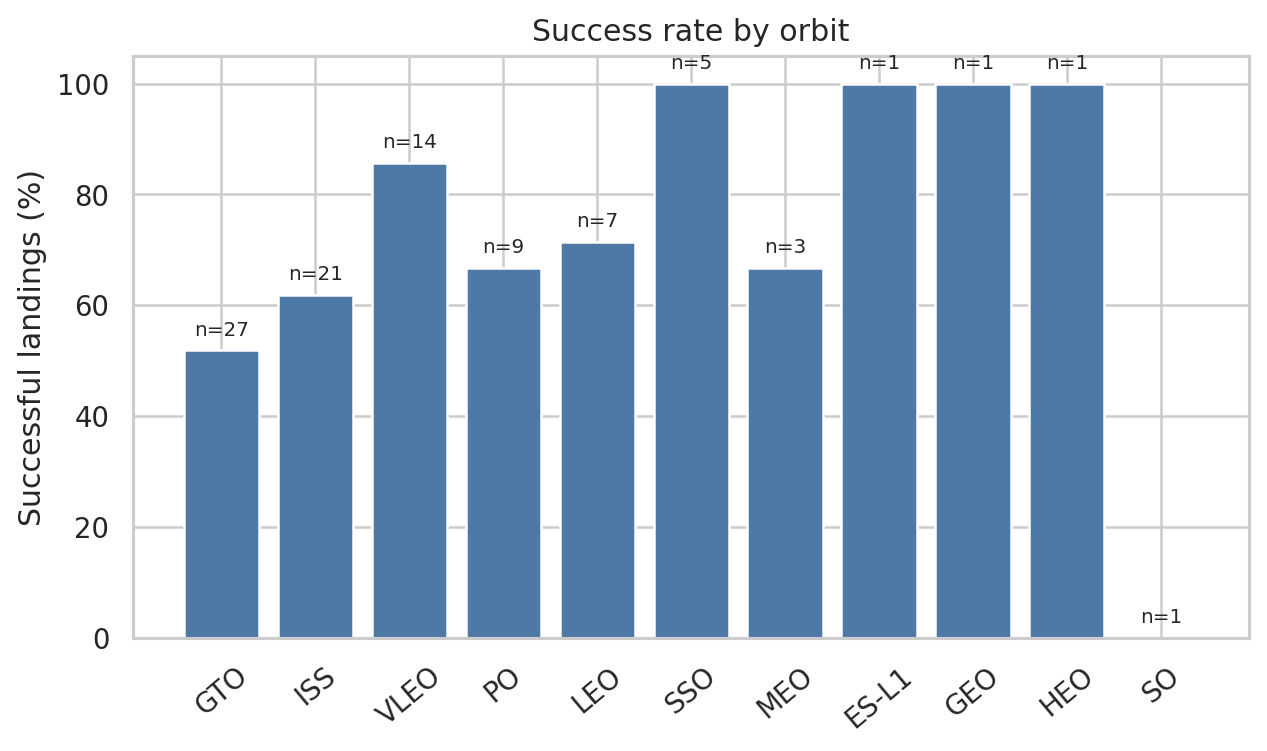 Success rate by orbit
Successful landings (%)
100
80
60
40
20
0
n=27
n=21
n=14
n=9
n=7
n=5
n=3
n=1
n=1
n=1
n=1
GTO
ISS
VLEO
PO
LEO
SSO
MEO
ES-L1
GEO
HEO
SO